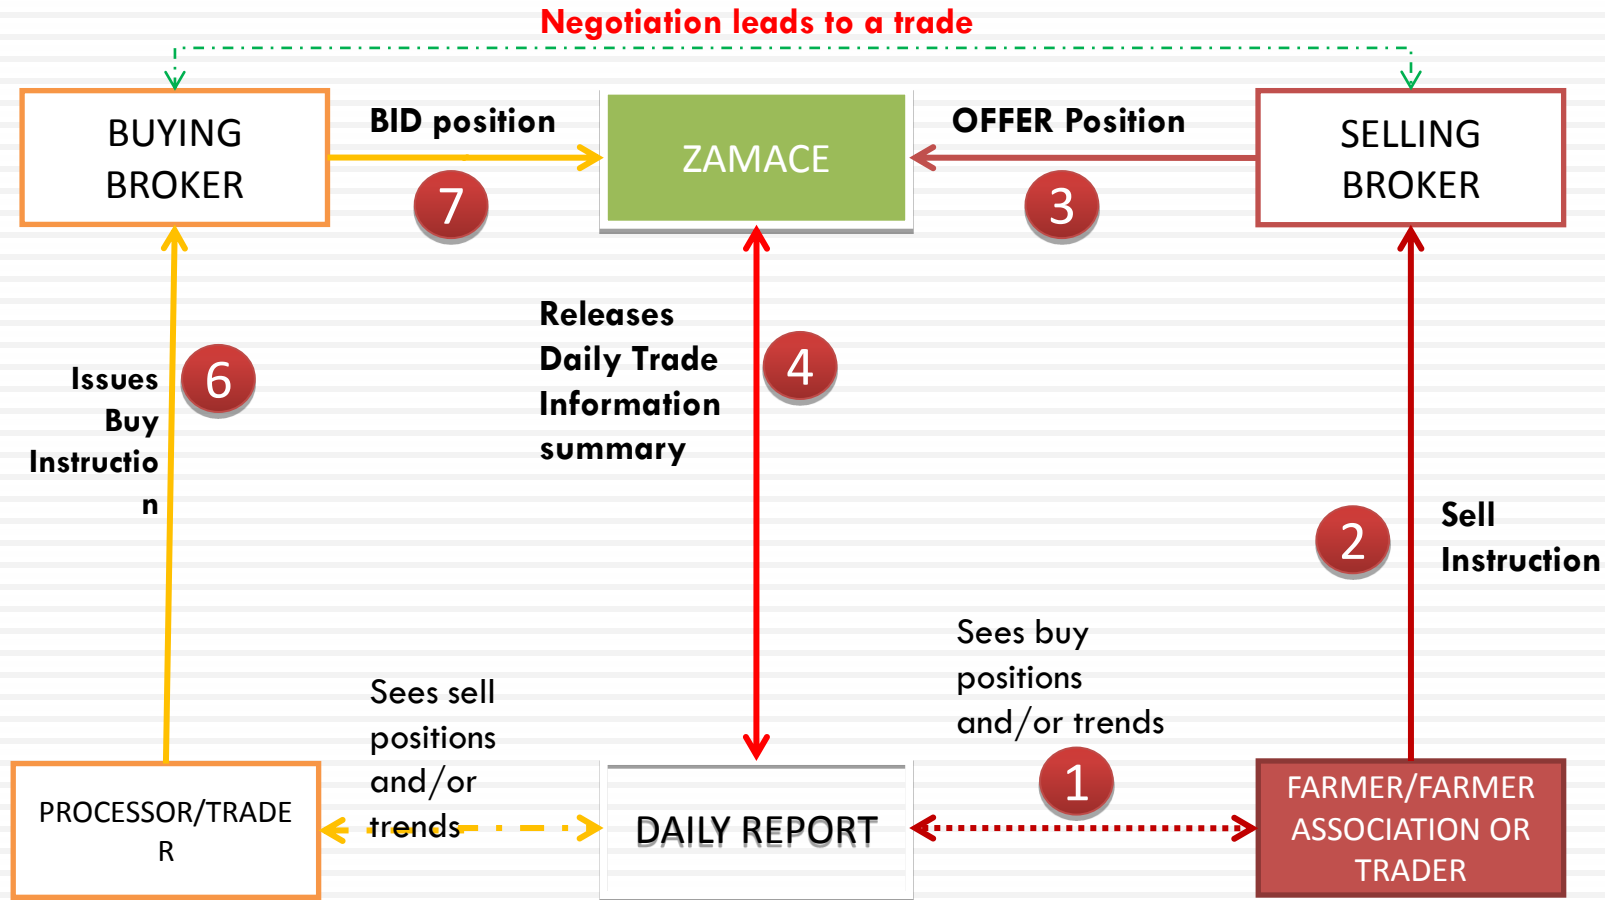 Negotiation leads to a trade
BUYING
BROKER
BID position
7
ZAMACE
OFFER Position
3
SELLING
BROKER
Issues
Buy
Instructio
n
6
Releases
Daily Trade
Information
summary
4
2
Sell
Instruction
Sees sell
positions
and/or
trends
Sees buy
positions
and/or trends
1
PROCESSOR/TRADE
R
DAILY REPORT
FARMER/FARMER
ASSOCIATION OR
TRADER